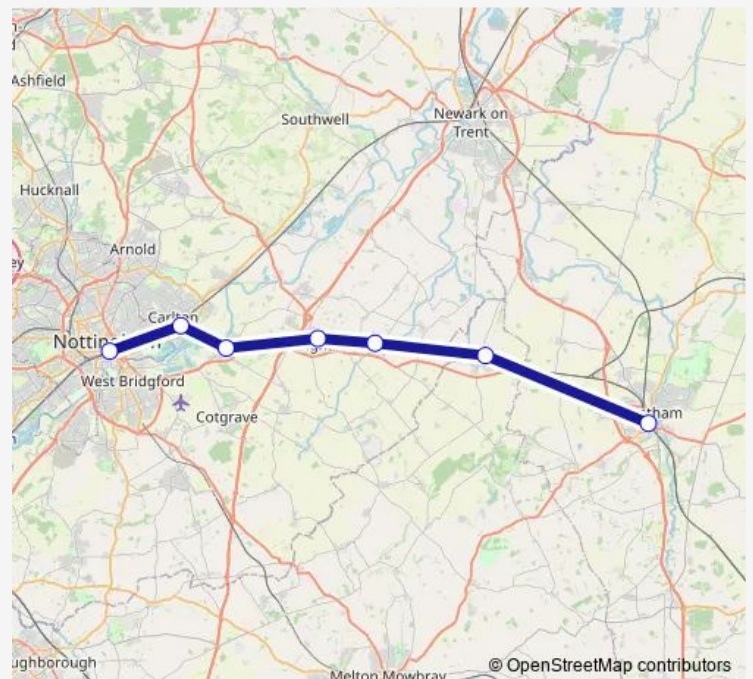 Ashfield
Southwell
Newark on
Trent
Hucknall
Arnold
Carlton
West Bridgford
Cotgrave
ughborough
Melton Mowbray
© OpenStreetMap contributors